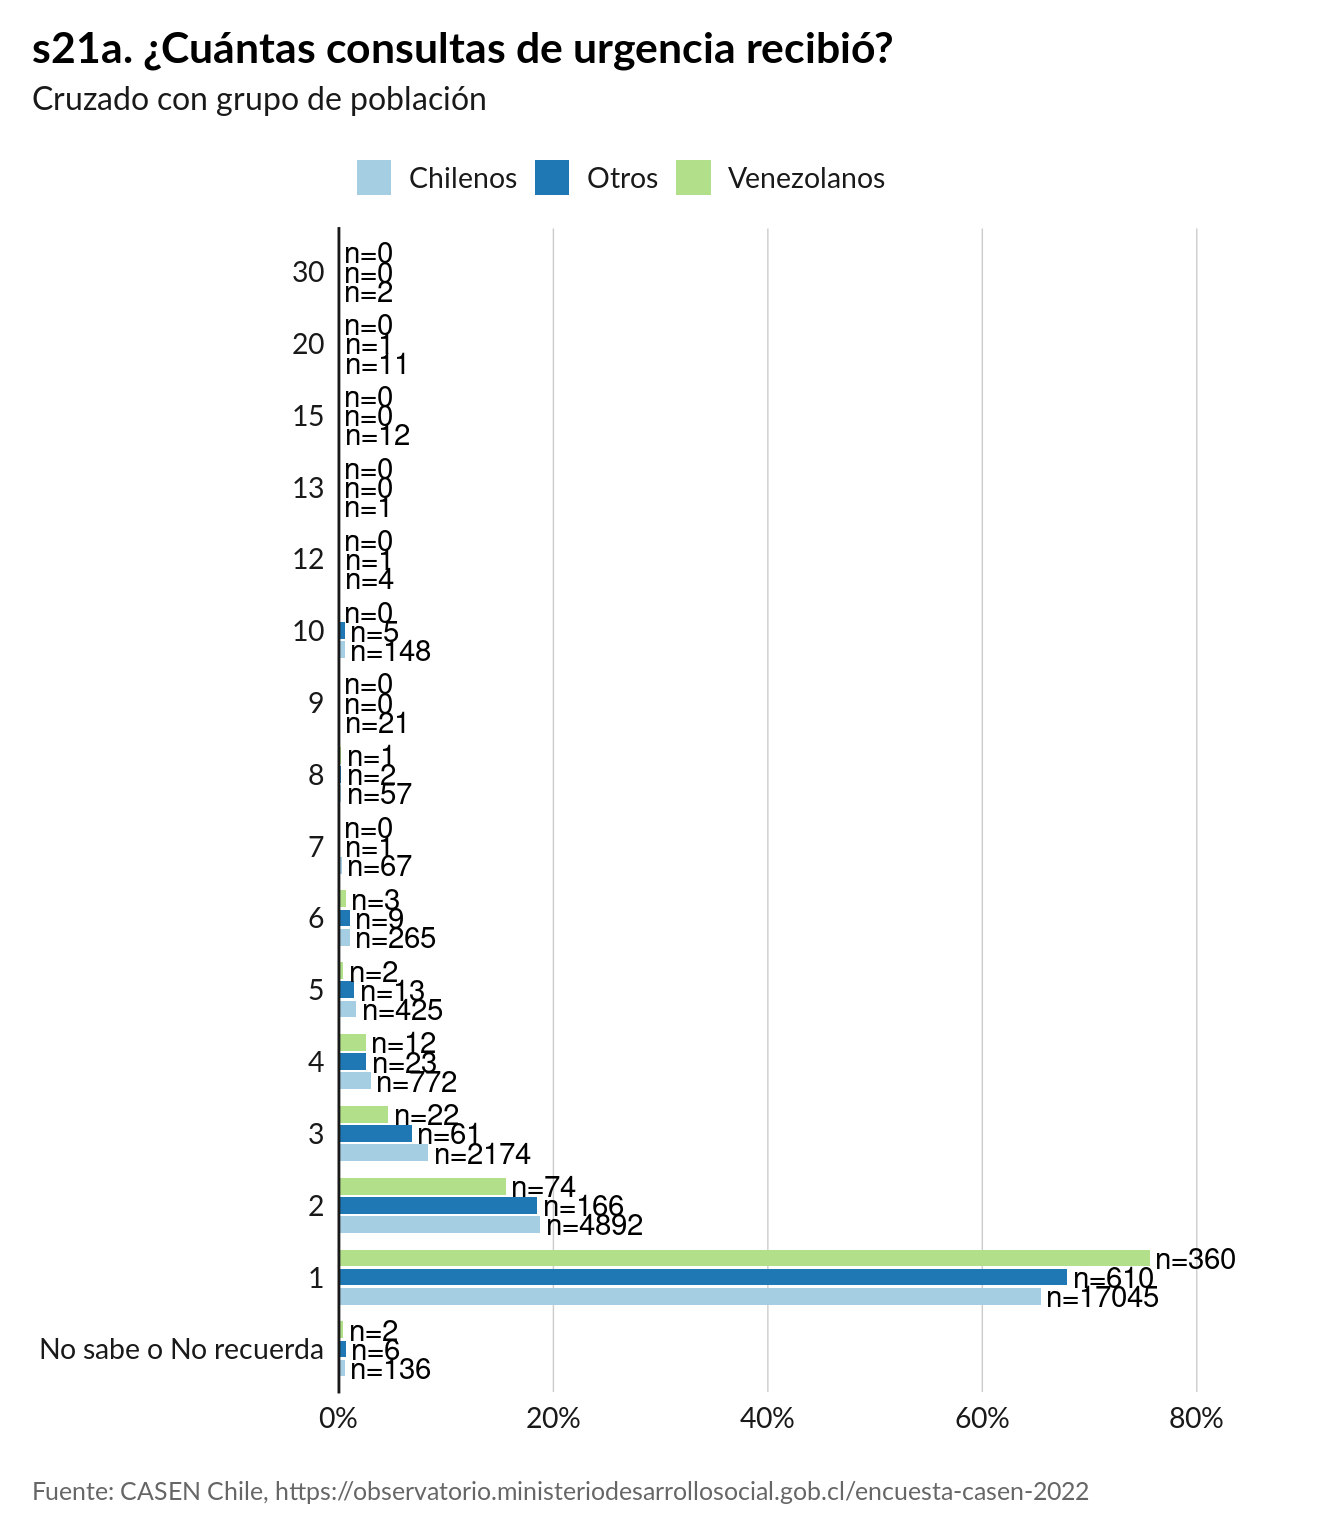 s21a. ¿Cuántas consultas de urgencia recibió?
Cruzado con grupo de población
Chilenos Otros Venezolanos
30 n=0
n=0
n=2
20 n=0
n=1
n=11
15 n=0
n=0
n=12
13 n=0
n=0
n=1
12 n=0
n=1
n=4
10 n=0
n=5
n=148
9 n=0
n=0
n=21
8 n=1
n=2
n=57
7 n=0
n=1
n=67
6 n=3
n=9
n=265
5 n=2
n=13
n=425
4 n=12
n=23
n=772
3 n=22
n=61
n=2174
2 n=74
n=166
n=4892
1 n=360
n=610
n=17045
No sabe o No recuerda n=2
n=6
n=136
0% 20% 40% 60% 80%
Fuente: CASEN Chile, https://observatorio.ministeriodesarrollosocial.gob.cl/encuesta-casen-2022